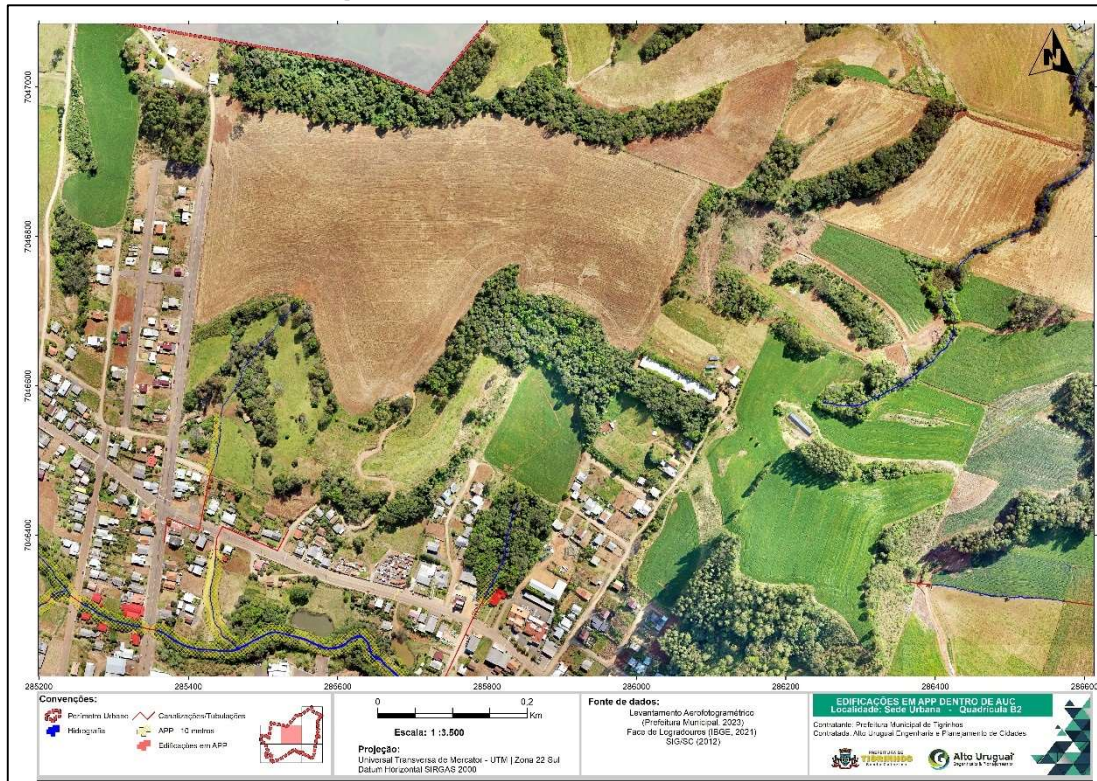 N
7047000
7046800
7046600
7046400
285200
285400
285600
285800
286000
286200
286400
286600
Convenções:
Perímetro Urbano
Canalizações/Tubulações
Hidrografia
APP - 10 metros
Edificações em APP
0
0,2
Km
Escala: 1:3.500
Projeção:
Universal Transversa de Mercator - UTM | Zona 22 Sul
Datum Horizontal SIRGAS 2000
Fonte de dados:
Levantamento Aerofotogramétrico
(Prefeitura Municipal, 2023)
Face de Logradouros (IBGE, 2021)
SIG/SC (2012)
EDIFICAÇÕES EM APP DENTRO DE AUC
Localidade: Sede Urbana - Quadrícula B2
Contratante: Prefeitura Municipal de Tigrinhos
Contratada: Alto Uruguai Engenharia e Planejamento de Cidades
PREFEITURA DE
TIGRINHOS
Alto Uruguai
Engenharia & Planejamento